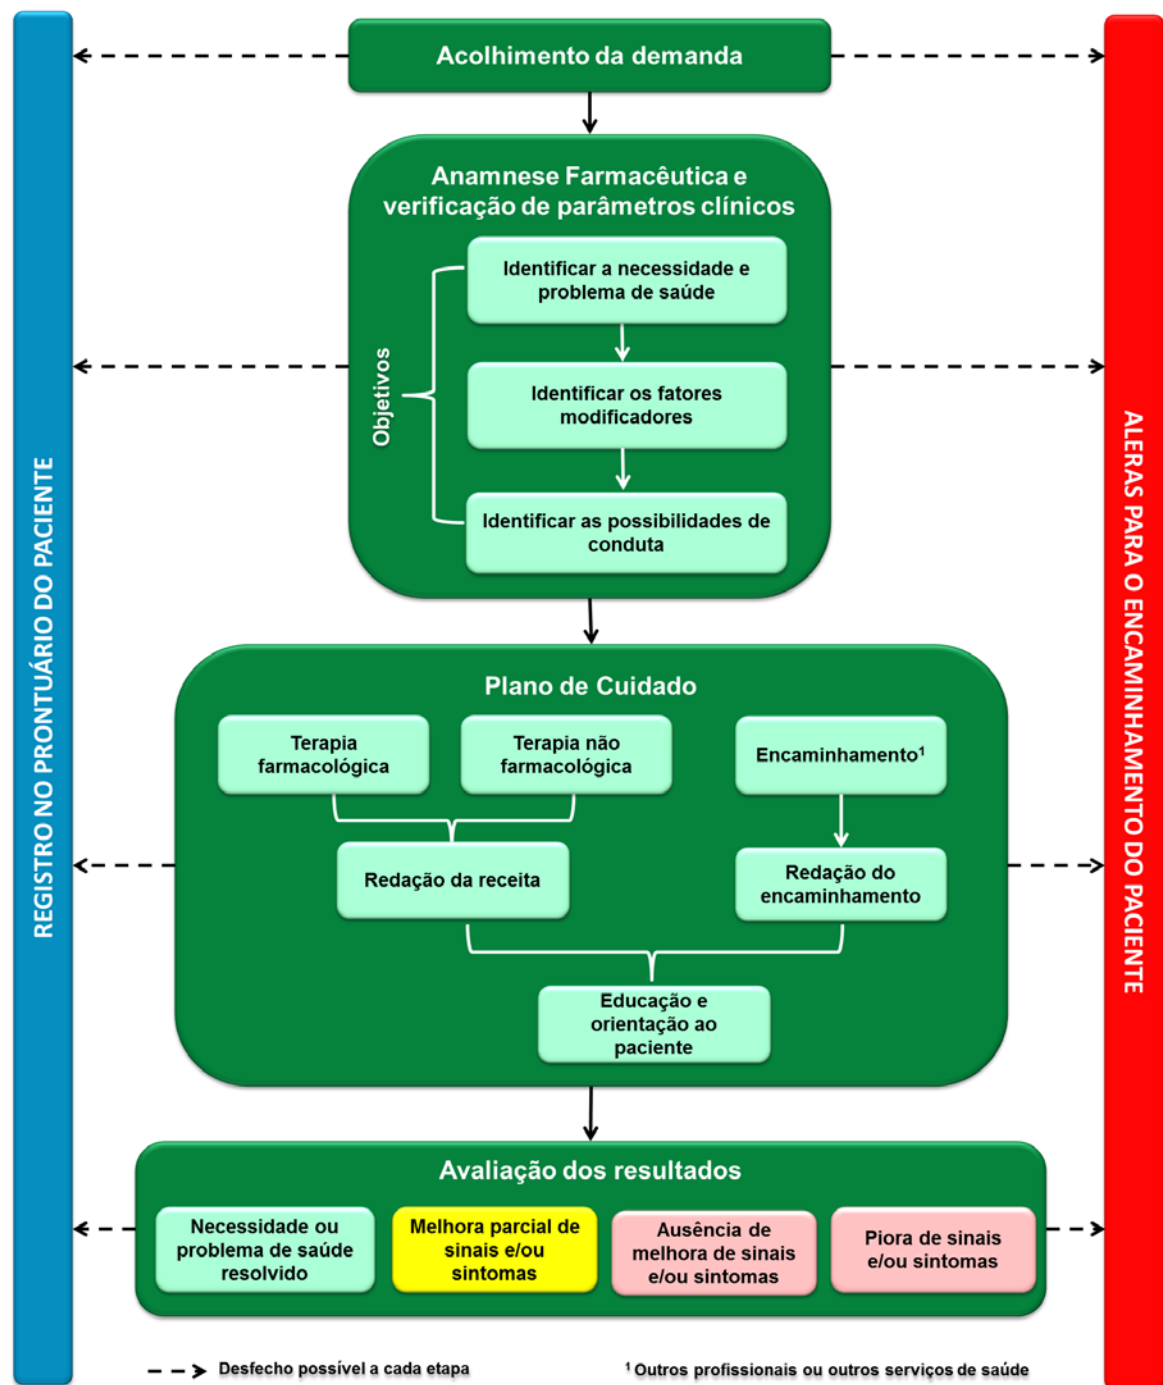 Acolhimento da demanda
Anamnese Farmacêutica e
verificação de parâmetros clínicos
Objetivos
Identificar a necessidade e
problema de saúde
Identificar os fatores
modificadores
Identificar as possibilidades de
conduta
Plano de Cuidado
Terapia
farmacológica
Terapia não
farmacológica
Encaminhamento¹
Redação da receita
Redação do
encaminhamento
Educação e
orientação ao
paciente
Avaliação dos resultados
Necessidade ou
problema de saúde
resolvido
Melhora parcial de
sinais e/ou
sintomas
Ausência de
melhora de sinais
e/ou sintomas
Piora de sinais
e/ou sintomas
REGISTRO NO PRONTUÁRIO DO PACIENTE
ALERAS PARA O ENCAMINHAMENTO DO PACIENTE
Desfecho possível a cada etapa
¹ Outros profissionais ou outros serviços de saúde